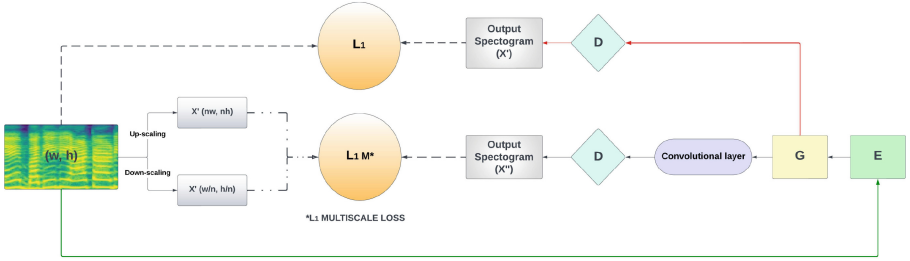 L1
Output
Spectogram
(X')
D
X' (nw, nh)
Up-scaling
(w, h)
Down-scaling
X' (w/n, h/n)
L1 M*
Output
Spectogram
(X'')
D
Convolutional layer
G
E
*L1 MULTISCALE LOSS